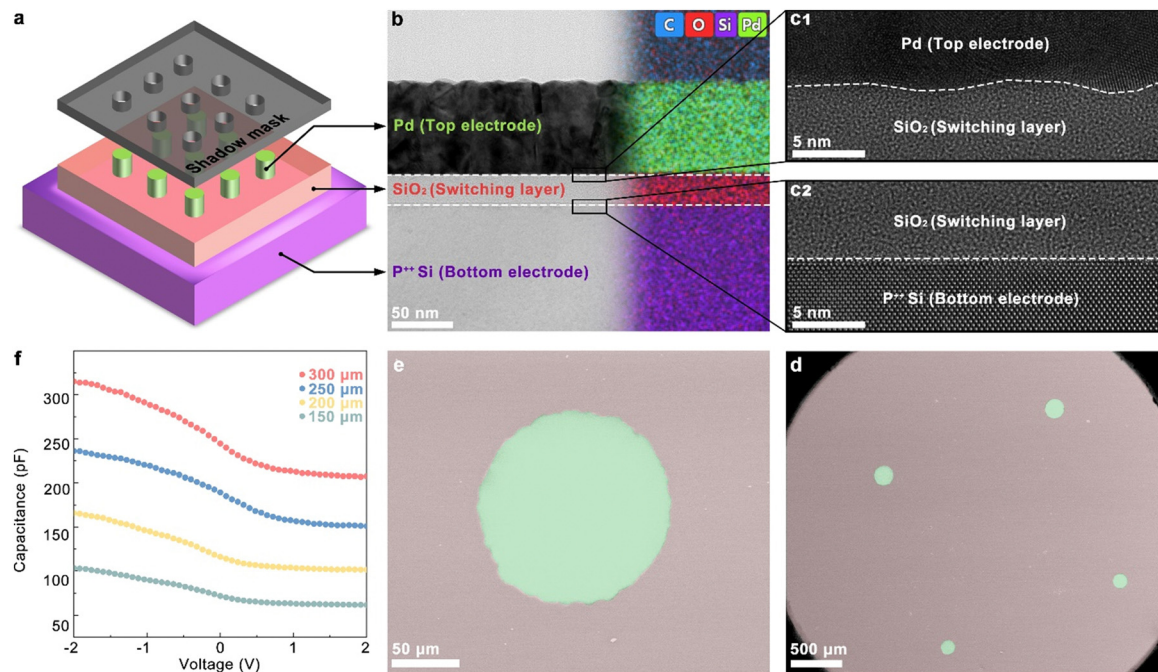 a
Shadow mask
b
C O Si Pd
Pd (Top electrode)
SiO₂ (Switching layer)
P⁺⁺ Si (Bottom electrode)
50 nm
C1
Pd (Top electrode)
SiO₂ (Switching layer)
5 nm
C2
SiO₂ (Switching layer)
P⁺⁺ Si (Bottom electrode)
5 nm
f
300 μm
250 μm
200 μm
150 μm
300
250
200
150
100
50
Capacitance (pF)
-2 -1 0 1 2
Voltage (V)
e
50 μm
d
500 μm